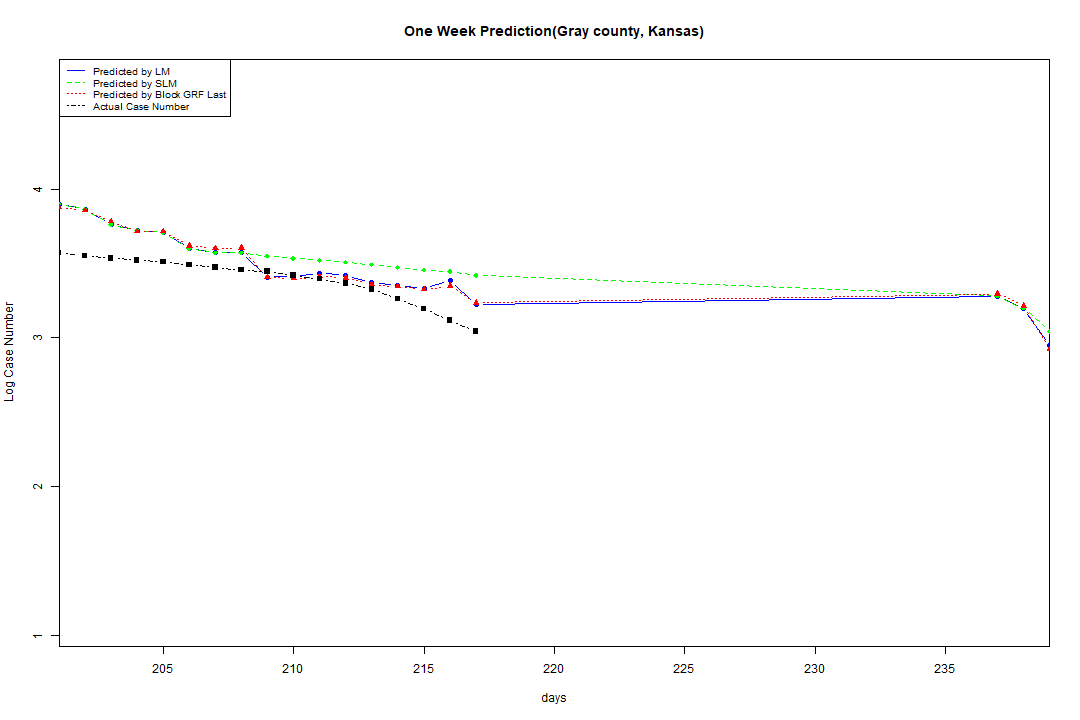 One Week Prediction(Gray county, Kansas)
Predicted by LM
Predicted by SLM
Predicted by Block GRF Last
Actual Case Number
Log Case Number
4
3
2
1
205 210 215 220 225 230 235
days